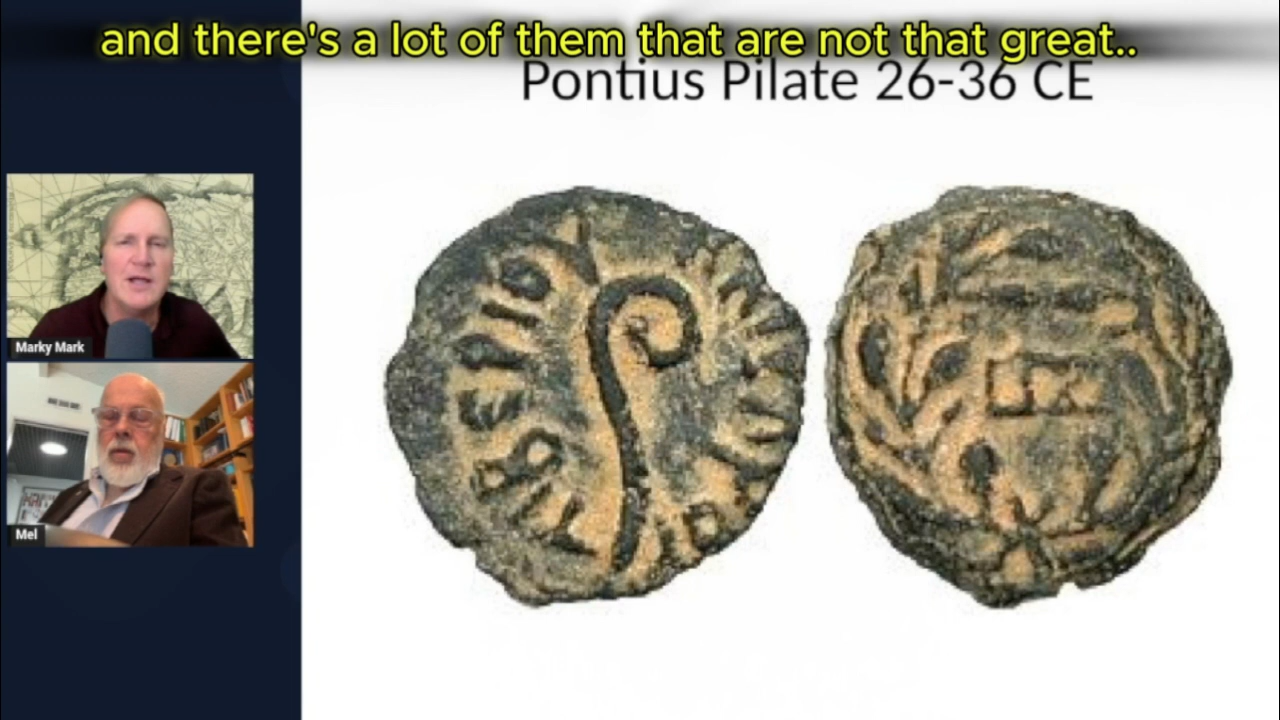 and there's a lot of them that are not that great..
Pontius Pilate 26-36 CE
Marky Mark
Mel